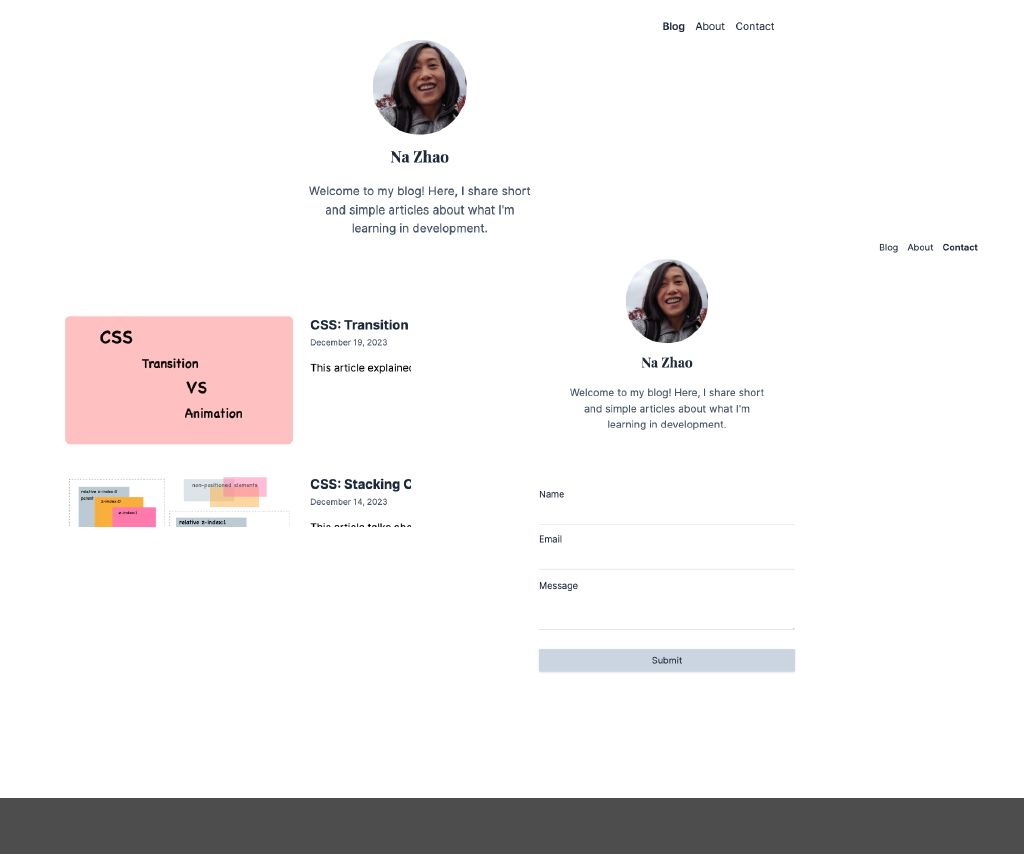 Blog About Contact
Na Zhao
Welcome to my blog! Here, I share short
and simple articles about what I'm
learning in development.
CSS
Transition
VS
Animation
CSS: Transition
December 19, 2023
This article explained
relative z-index:0
parent
z-index:0
z-index:1
non-positioned elements
relative z-index:1
CSS: Stacking C
December 14, 2023
This article talks abo
Blog About Contact
Na Zhao
Welcome to my blog! Here, I share short
and simple articles about what I'm
learning in development.
Name
Email
Message
Submit